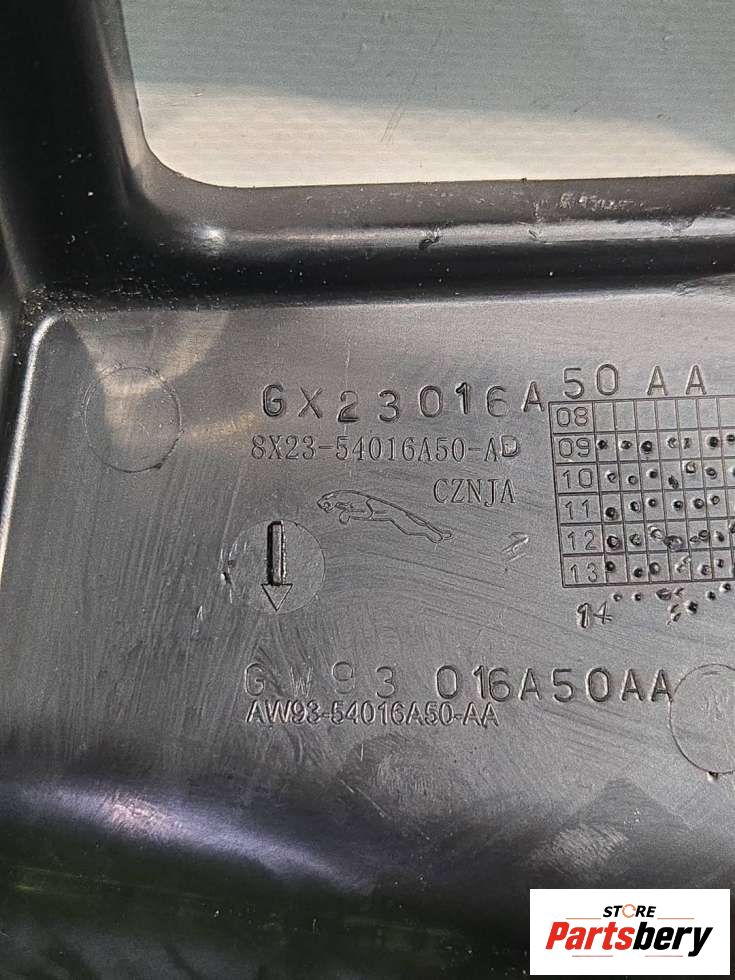 GX23016A50AA
8X23-54016A50-AD
CZNJA
08
09
10
11
12
13
14
GW93 016A50AA
AW93-54016A50-AA
STORE
Partsbery